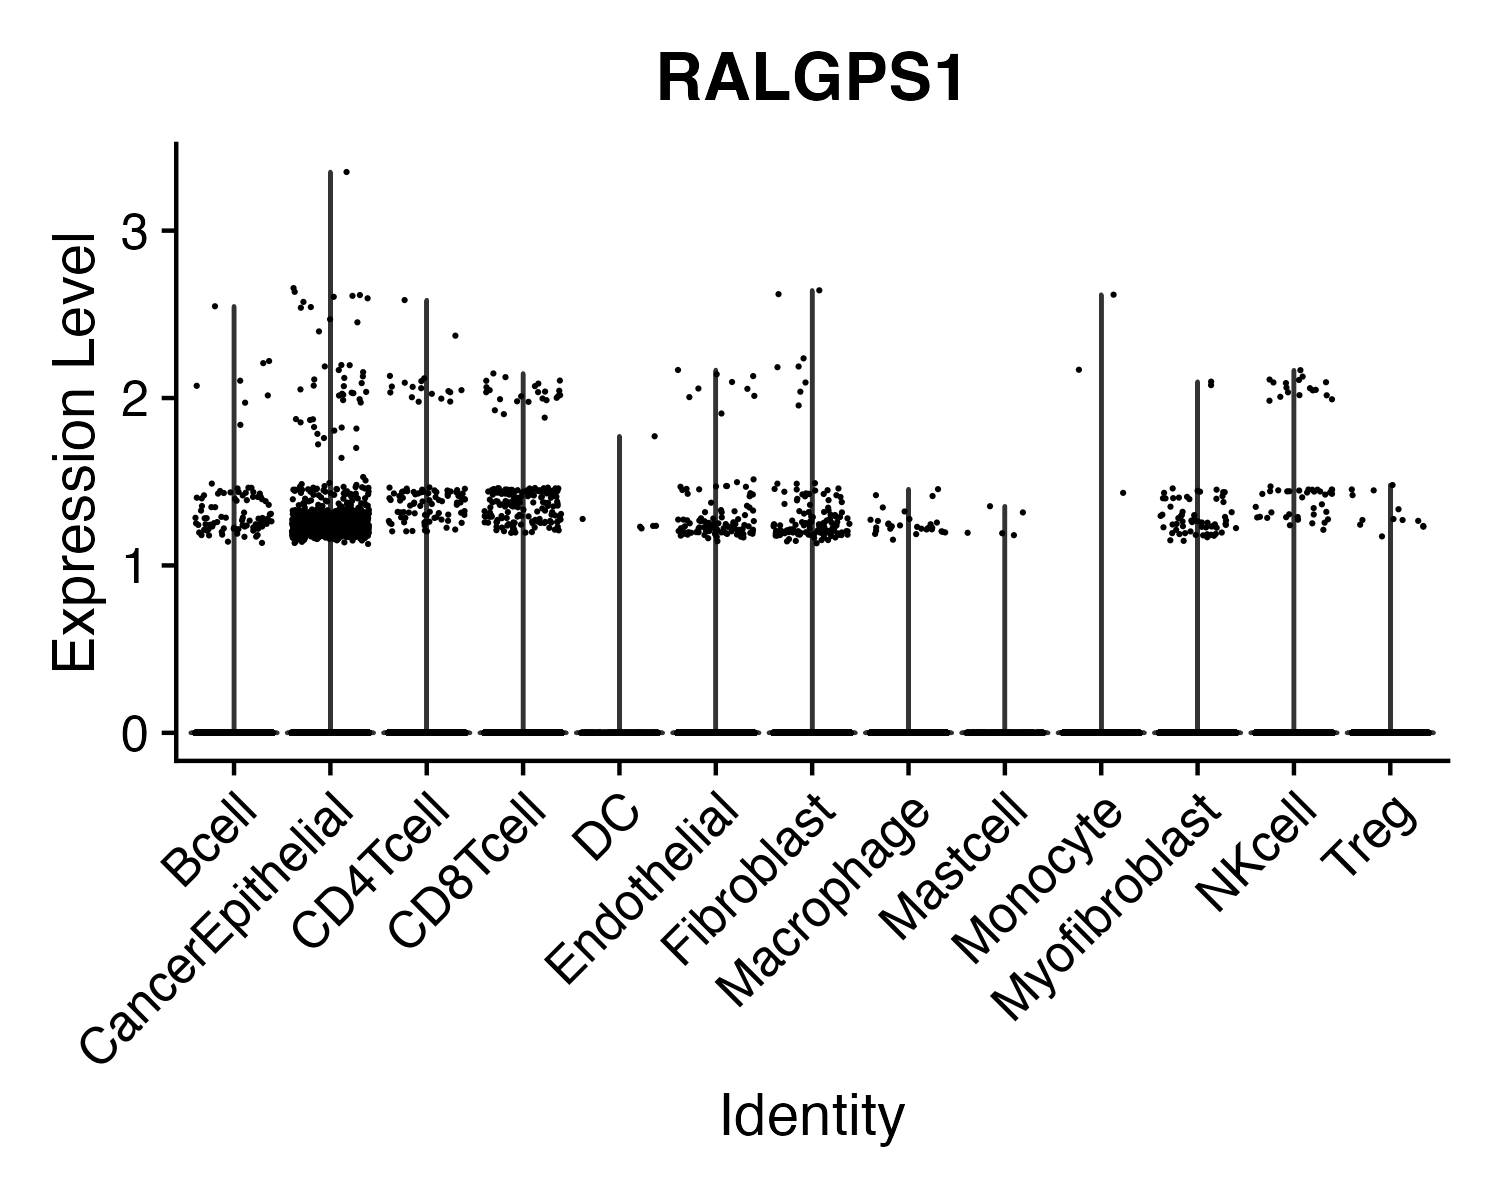 RALGPS1
Expression Level
3
2
1
0
Bcell
CancerEpithelial
CD4Tcell
CD8Tcell
DC
Endothelial
Fibroblast
Macrophage
Mastcell
Monocyte
Myofibroblast
NKcell
Treg
Identity